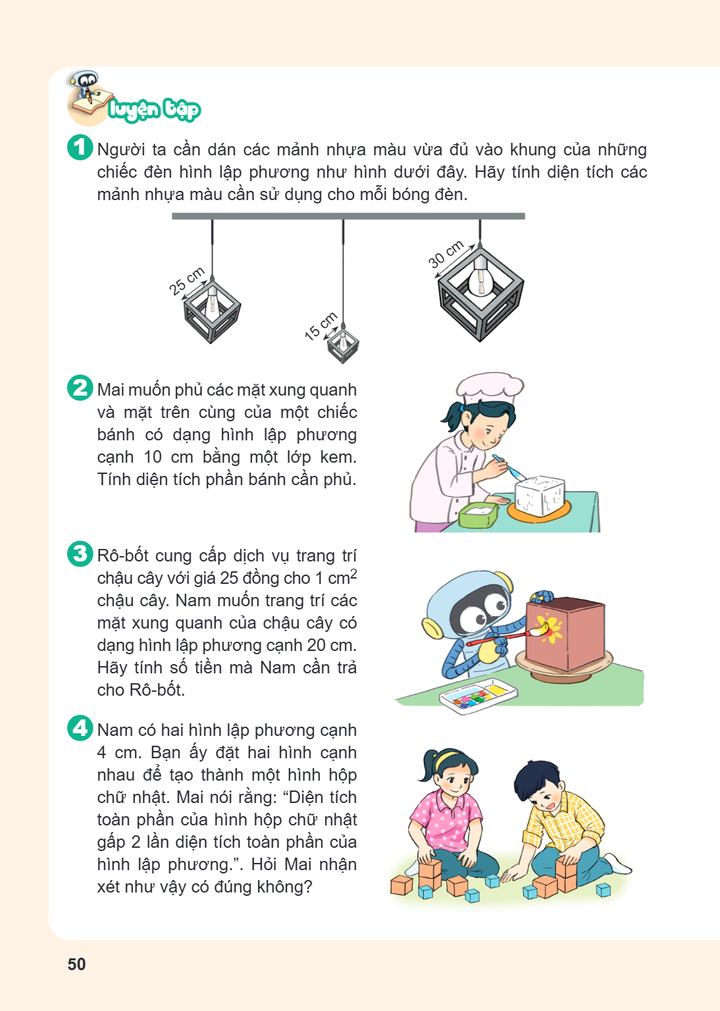 luyện tập
1 Người ta cần dán các mảnh nhựa màu vừa đủ vào khung của những
chiếc đèn hình lập phương như hình dưới đây. Hãy tính diện tích các
mảnh nhựa màu cần sử dụng cho mỗi bóng đèn.
25 cm
15 cm
30 cm
2 Mai muốn phủ các mặt xung quanh
và mặt trên cùng của một chiếc
bánh có dạng hình lập phương
cạnh 10 cm bằng một lớp kem.
Tính diện tích phần bánh cần phủ.
3 Rô-bốt cung cấp dịch vụ trang trí
chậu cây với giá 25 đồng cho 1 cm²
chậu cây. Nam muốn trang trí các
mặt xung quanh của chậu cây có
dạng hình lập phương cạnh 20 cm.
Hãy tính số tiền mà Nam cần trả
cho Rô-bốt.
4 Nam có hai hình lập phương cạnh
4 cm. Bạn ấy đặt hai hình cạnh
nhau để tạo thành một hình hộp
chữ nhật. Mai nói rằng: “Diện tích
toàn phần của hình hộp chữ nhật
gấp 2 lần diện tích toàn phần của
hình lập phương.”. Hỏi Mai nhận
xét như vậy có đúng không?
50